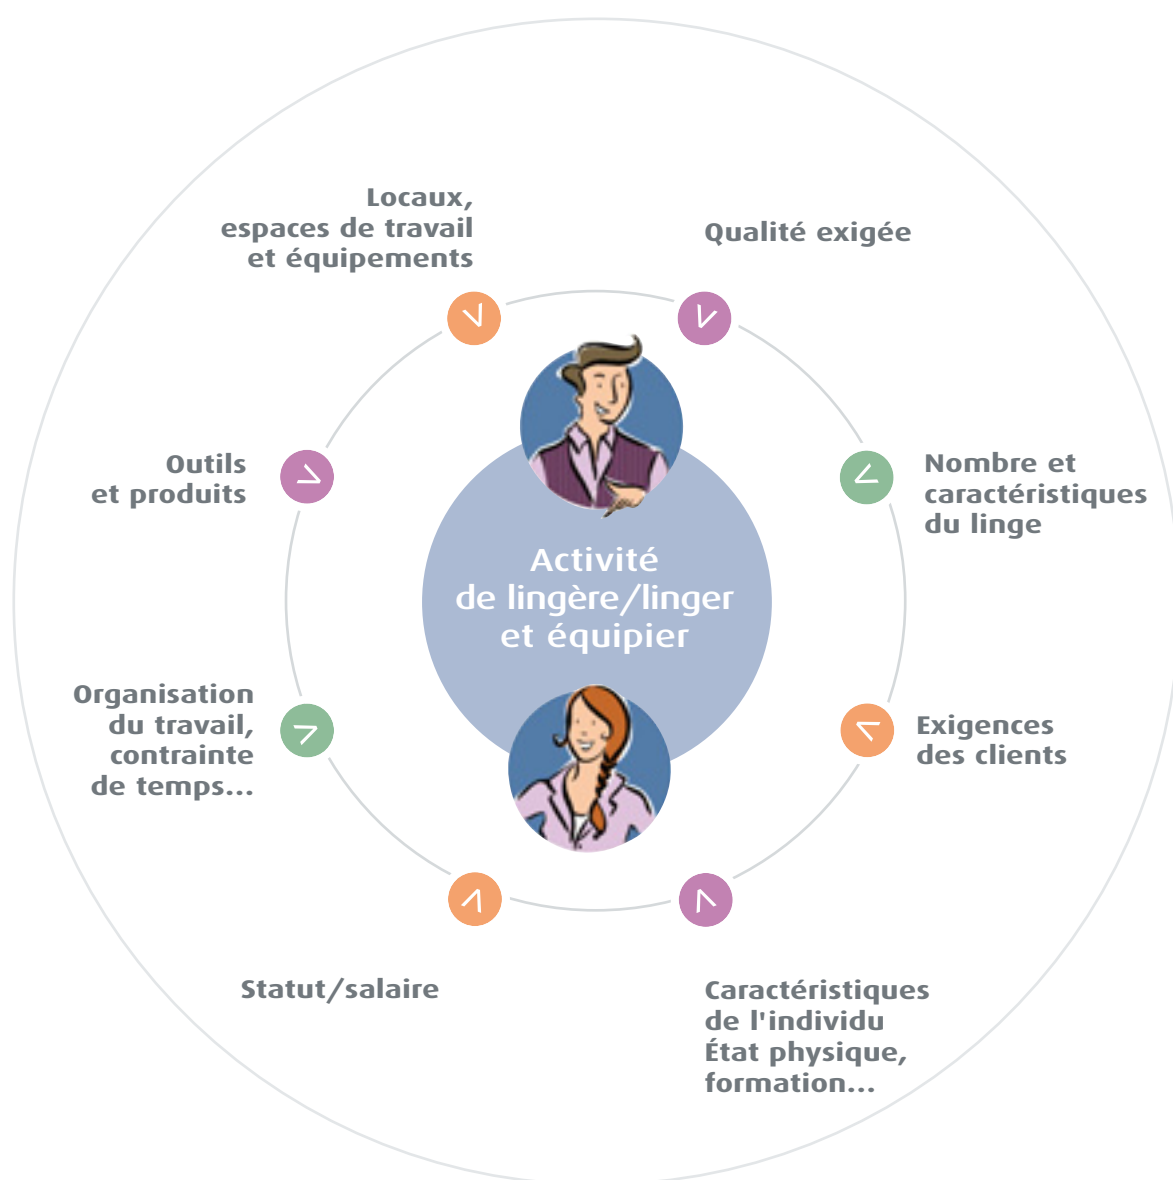 Locaux,
espaces de travail
et équipements
Qualité exigée
Outils
et produits
Nombre et
caractéristiques
du linge
Activité
de lingère/linger
et équipier
Organisation
du travail,
contrainte
de temps...
Exigences
des clients
Statut/salaire
Caractéristiques
de l'individu
État physique,
formation...